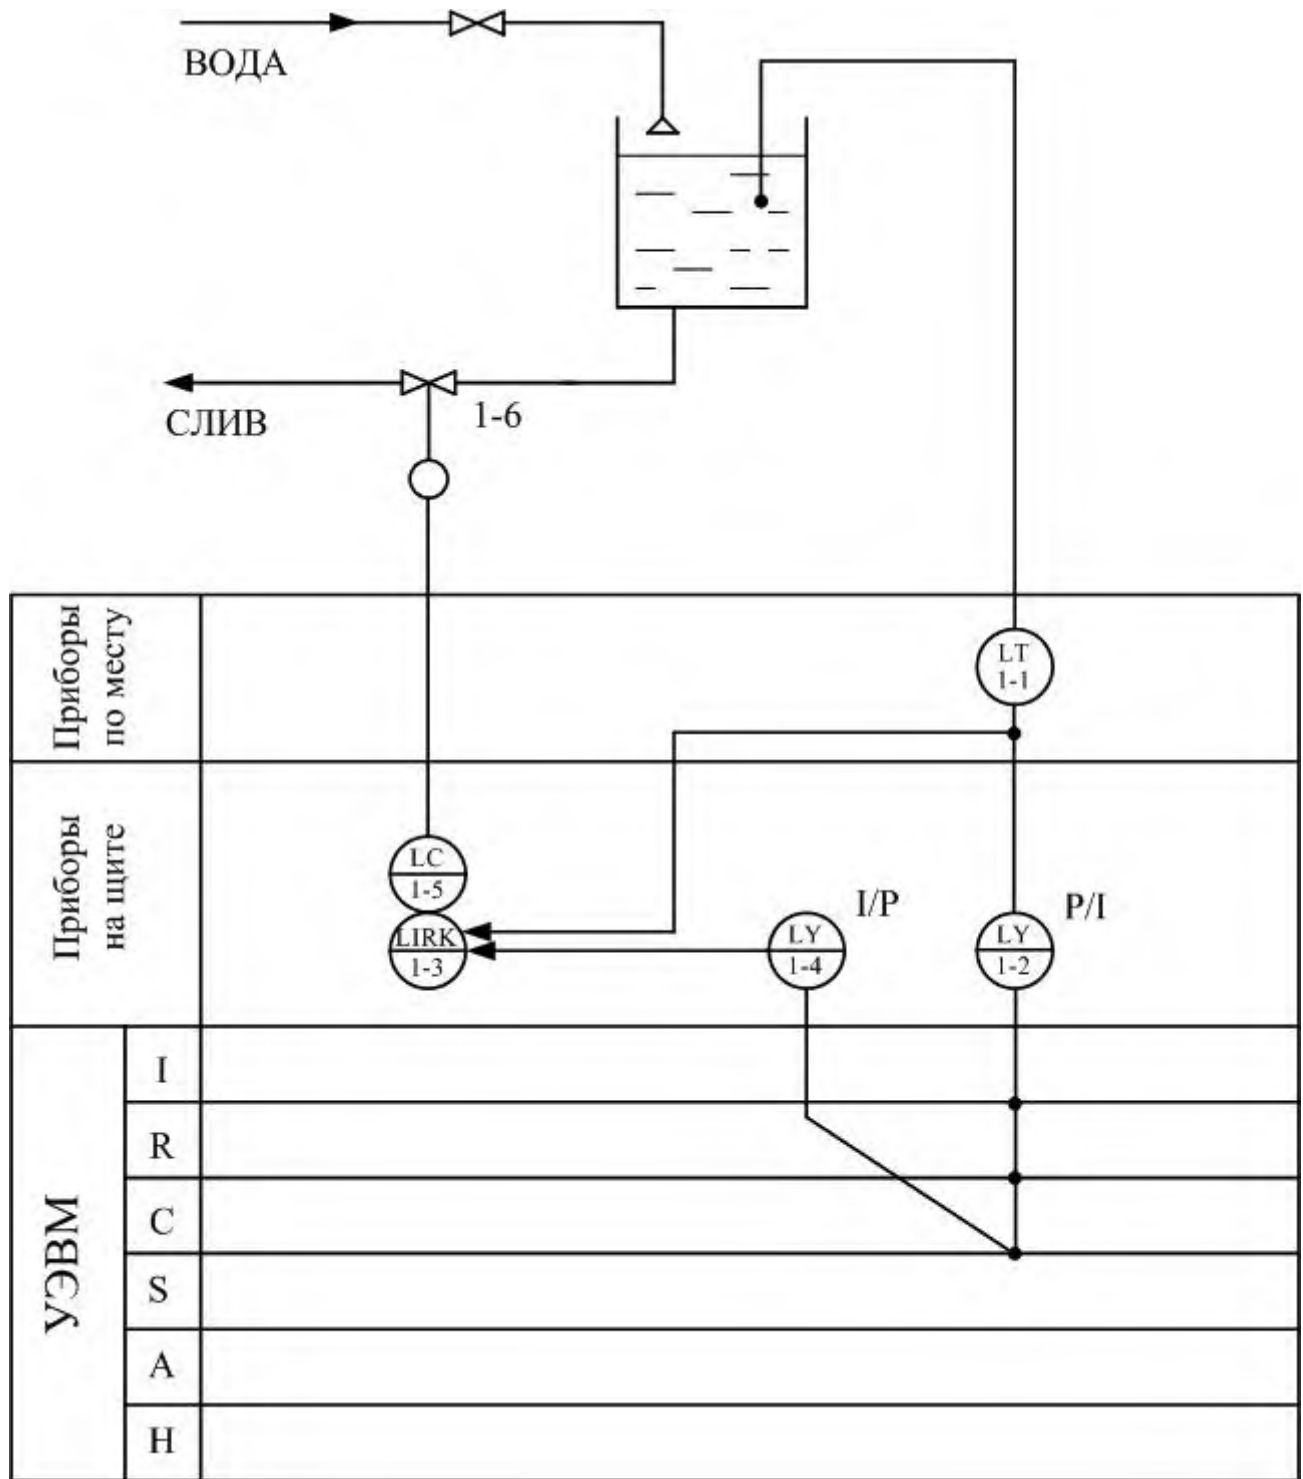 ВОДА
СЛИВ
1-6
Приборы
по месту
LT
1-1
Приборы
на щите
LC
1-5
LIRK
1-3
I/P
LY
1-4
P/I
LY
1-2
УЭВМ
I
R
C
S
A
H